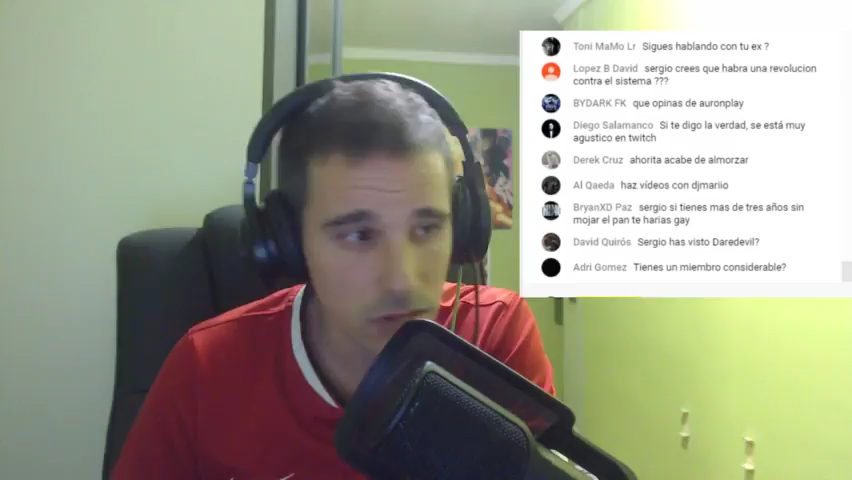 Toni MaMo Lr Sigues hablando con tu ex ?
Lopez B David sergio crees que habra una revolucion
contra el sistema ???
BYDARK FK que opinas de auronplay
Diego Salamanco Si te digo la verdad, se está muy
agustico en twitch
Derek Cruz ahorita acabe de almorzar
Al Qaeda haz vídeos con djmariio
BryanXD Paz sergio si tienes mas de tres años sin
mojar el pan te harias gay
David Quirós Sergio has visto Daredevil?
Adri Gomez Tienes un miembro considerable?